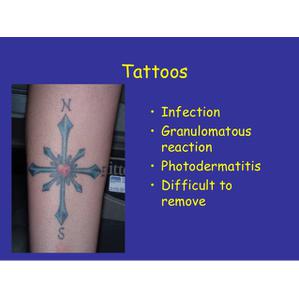 Tattoos
N
S
• Infection
• Granulomatous
reaction
• Photodermatitis
• Difficult to
remove